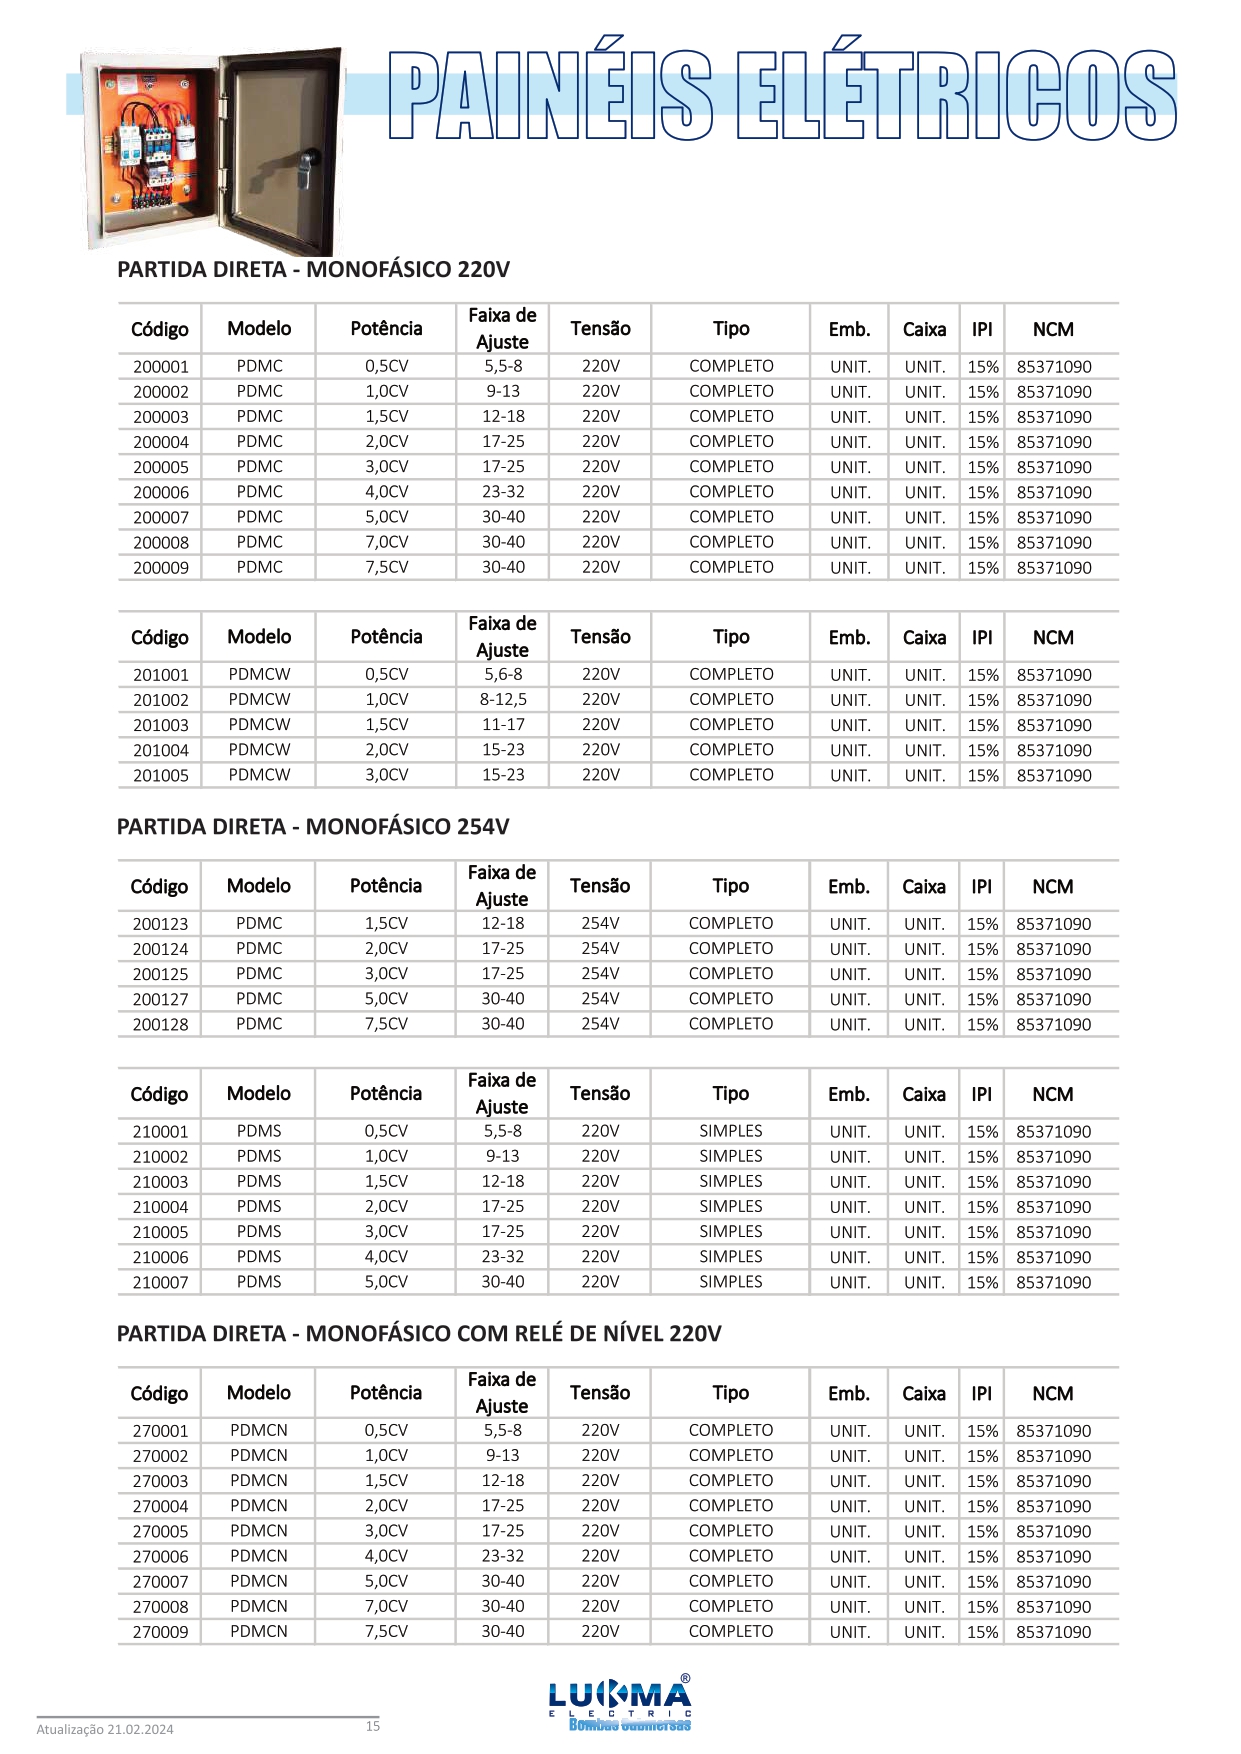 PAINÉIS ELÉTRICOS
PARTIDA DIRETA - MONOFÁSICO 220V
Código Modelo Potência Faixa de Ajuste Tensão Tipo Emb. Caixa IPI NCM
200001 PDMC 0,5CV 5,5-8 220V COMPLETO UNIT. UNIT. 15% 85371090
200002 PDMC 1,0CV 9-13 220V COMPLETO UNIT. UNIT. 15% 85371090
200003 PDMC 1,5CV 12-18 220V COMPLETO UNIT. UNIT. 15% 85371090
200004 PDMC 2,0CV 17-25 220V COMPLETO UNIT. UNIT. 15% 85371090
200005 PDMC 3,0CV 17-25 220V COMPLETO UNIT. UNIT. 15% 85371090
200006 PDMC 4,0CV 23-32 220V COMPLETO UNIT. UNIT. 15% 85371090
200007 PDMC 5,0CV 30-40 220V COMPLETO UNIT. UNIT. 15% 85371090
200008 PDMC 7,0CV 30-40 220V COMPLETO UNIT. UNIT. 15% 85371090
200009 PDMC 7,5CV 30-40 220V COMPLETO UNIT. UNIT. 15% 85371090
Código Modelo Potência Faixa de Ajuste Tensão Tipo Emb. Caixa IPI NCM
201001 PDMCW 0,5CV 5,6-8 220V COMPLETO UNIT. UNIT. 15% 85371090
201002 PDMCW 1,0CV 8-12,5 220V COMPLETO UNIT. UNIT. 15% 85371090
201003 PDMCW 1,5CV 11-17 220V COMPLETO UNIT. UNIT. 15% 85371090
201004 PDMCW 2,0CV 15-23 220V COMPLETO UNIT. UNIT. 15% 85371090
201005 PDMCW 3,0CV 15-23 220V COMPLETO UNIT. UNIT. 15% 85371090
PARTIDA DIRETA - MONOFÁSICO 254V
Código Modelo Potência Faixa de Ajuste Tensão Tipo Emb. Caixa IPI NCM
200123 PDMC 1,5CV 12-18 254V COMPLETO UNIT. UNIT. 15% 85371090
200124 PDMC 2,0CV 17-25 254V COMPLETO UNIT. UNIT. 15% 85371090
200125 PDMC 3,0CV 17-25 254V COMPLETO UNIT. UNIT. 15% 85371090
200127 PDMC 5,0CV 30-40 254V COMPLETO UNIT. UNIT. 15% 85371090
200128 PDMC 7,5CV 30-40 254V COMPLETO UNIT. UNIT. 15% 85371090
Código Modelo Potência Faixa de Ajuste Tensão Tipo Emb. Caixa IPI NCM
210001 PDMS 0,5CV 5,5-8 220V SIMPLES UNIT. UNIT. 15% 85371090
210002 PDMS 1,0CV 9-13 220V SIMPLES UNIT. UNIT. 15% 85371090
210003 PDMS 1,5CV 12-18 220V SIMPLES UNIT. UNIT. 15% 85371090
210004 PDMS 2,0CV 17-25 220V SIMPLES UNIT. UNIT. 15% 85371090
210005 PDMS 3,0CV 17-25 220V SIMPLES UNIT. UNIT. 15% 85371090
210006 PDMS 4,0CV 23-32 220V SIMPLES UNIT. UNIT. 15% 85371090
210007 PDMS 5,0CV 30-40 220V SIMPLES UNIT. UNIT. 15% 85371090
PARTIDA DIRETA - MONOFÁSICO COM RELÉ DE NÍVEL 220V
Código Modelo Potência Faixa de Ajuste Tensão Tipo Emb. Caixa IPI NCM
270001 PDMCN 0,5CV 5,5-8 220V COMPLETO UNIT. UNIT. 15% 85371090
270002 PDMCN 1,0CV 9-13 220V COMPLETO UNIT. UNIT. 15% 85371090
270003 PDMCN 1,5CV 12-18 220V COMPLETO UNIT. UNIT. 15% 85371090
270004 PDMCN 2,0CV 17-25 220V COMPLETO UNIT. UNIT. 15% 85371090
270005 PDMCN 3,0CV 17-25 220V COMPLETO UNIT. UNIT. 15% 85371090
270006 PDMCN 4,0CV 23-32 220V COMPLETO UNIT. UNIT. 15% 85371090
270007 PDMCN 5,0CV 30-40 220V COMPLETO UNIT. UNIT. 15% 85371090
270008 PDMCN 7,0CV 30-40 220V COMPLETO UNIT. UNIT. 15% 85371090
270009 PDMCN 7,5CV 30-40 220V COMPLETO UNIT. UNIT. 15% 85371090
LUKMA®
ELECTRIC
Bombas Submersas
Atualização 21.02.2024
15